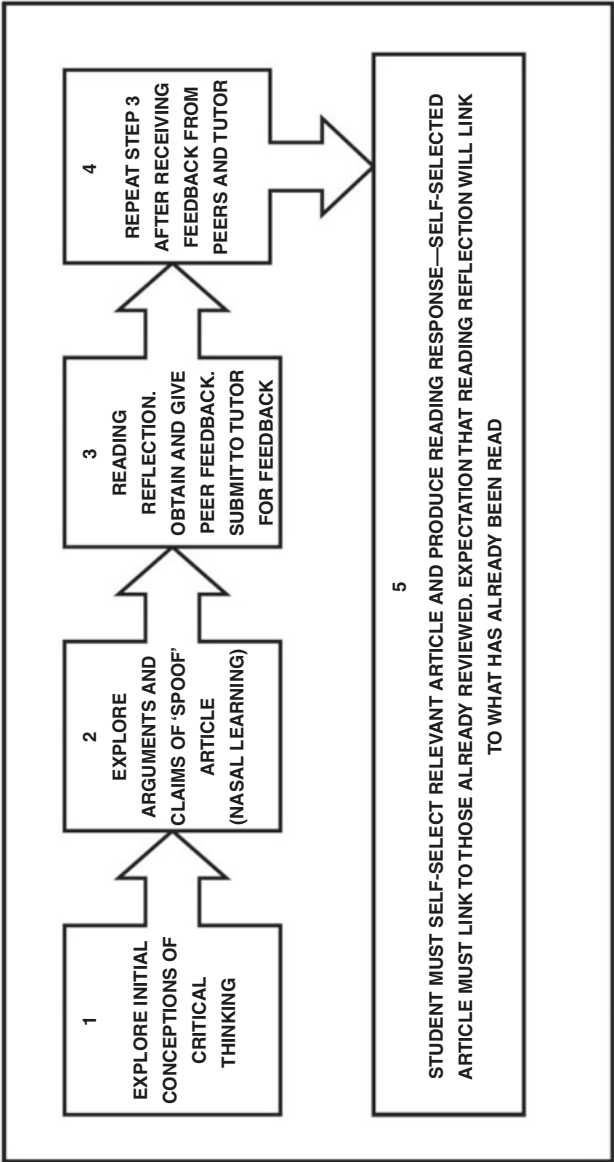 1
EXPLORE INITIAL
CONCEPTIONS OF
CRITICAL
THINKING
2
EXPLORE
ARGUMENTS AND
CLAIMS OF ‘SPOOF’
ARTICLE
(NASAL LEARNING)
3
READING
REFLECTION.
OBTAIN AND GIVE
PEER FEEDBACK.
SUBMIT TO TUTOR
FOR FEEDBACK
4
REPEAT STEP 3
AFTER RECEIVING
FEEDBACK FROM
PEERS AND TUTOR
5
STUDENT MUST SELF-SELECT RELEVANT ARTICLE AND PRODUCE READING RESPONSE—SELF-SELECTED
ARTICLE MUST LINK TO THOSE ALREADY REVIEWED. EXPECTATION THAT READING REFLECTION WILL LINK
TO WHAT HAS ALREADY BEEN READ